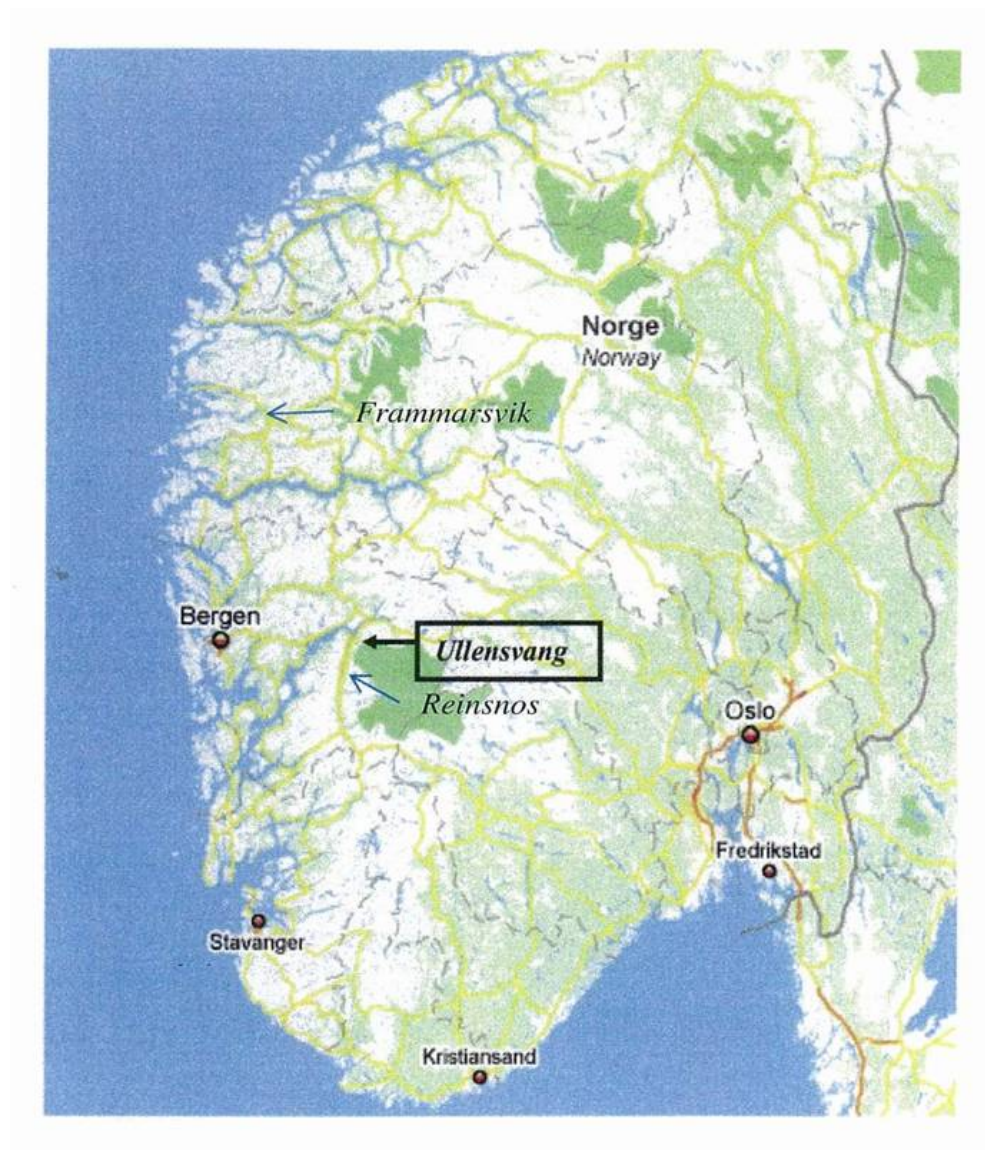 Norge
Norway
Frammarsvik
Bergen
Ullensvang
Reinsnos
Oslo
Fredrikstad
Stavanger
Kristiansand